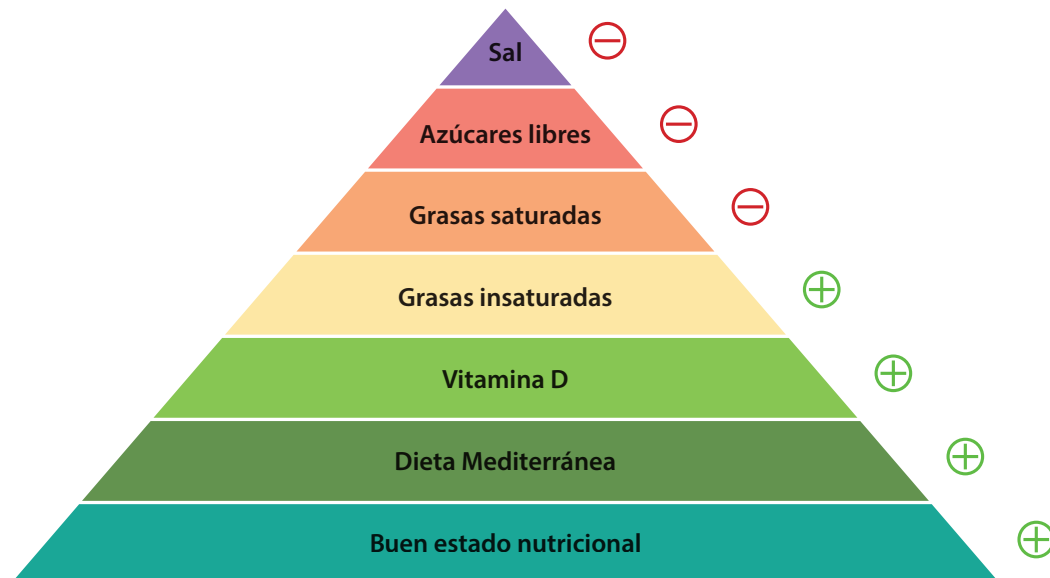 Sal
Azúcares libres
Grasas saturadas
Grasas insaturadas
Vitamina D
Dieta Mediterránea
Buen estado nutricional